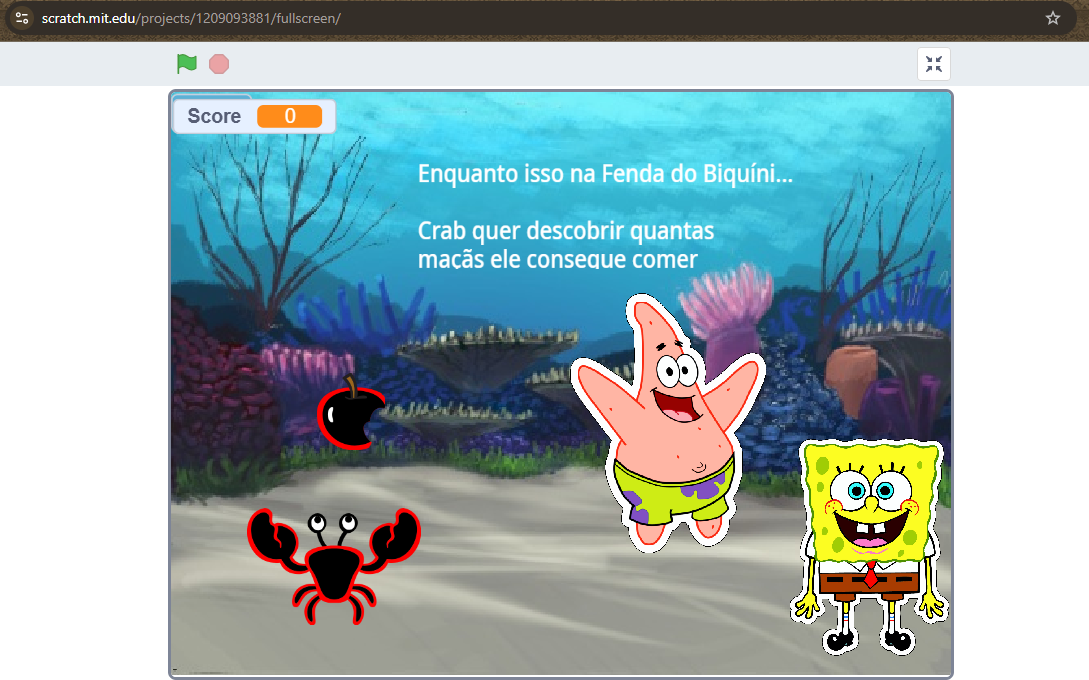 scratch.mit.edu/projects/1209093881/fullscreen/
Score 0
Enquanto isso na Fenda do Biquíni...
Crab quer descobrir quantas
maçãs ele consegue comer